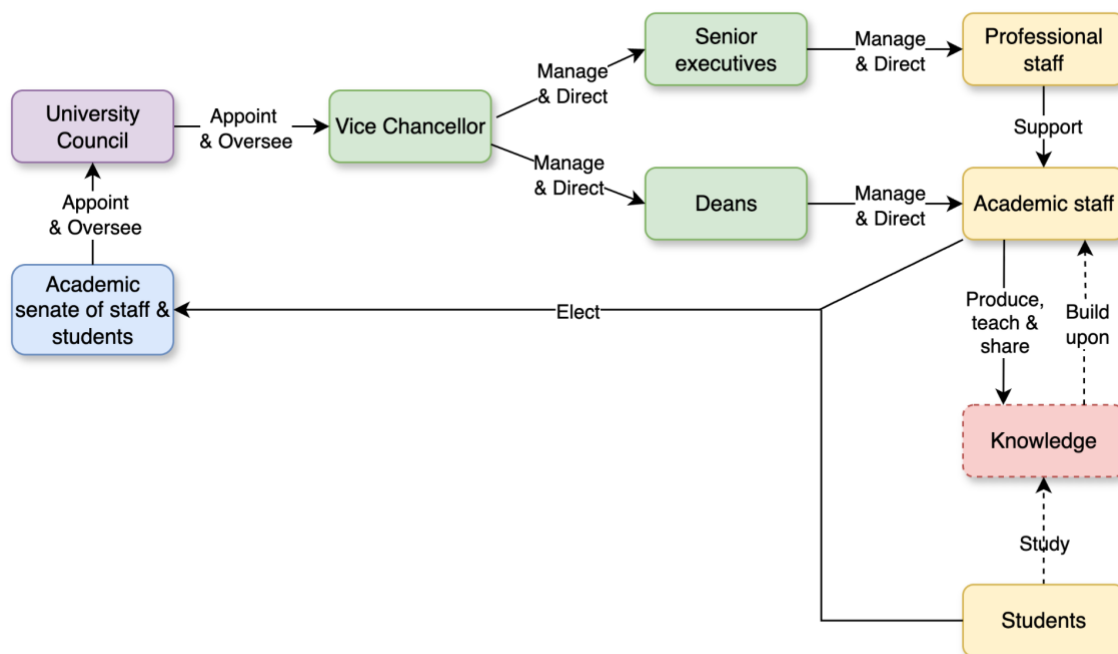 Senior
executives
Manage
& Direct
Professional
staff
Manage
& Direct
University
Council
Appoint
& Oversee
Vice Chancellor
Support
Manage
& Direct
Deans
Manage
& Direct
Academic staff
Appoint
& Oversee
Academic
senate of staff &
students
Elect
Produce,
teach &
share
Build
upon
Knowledge
Study
Students